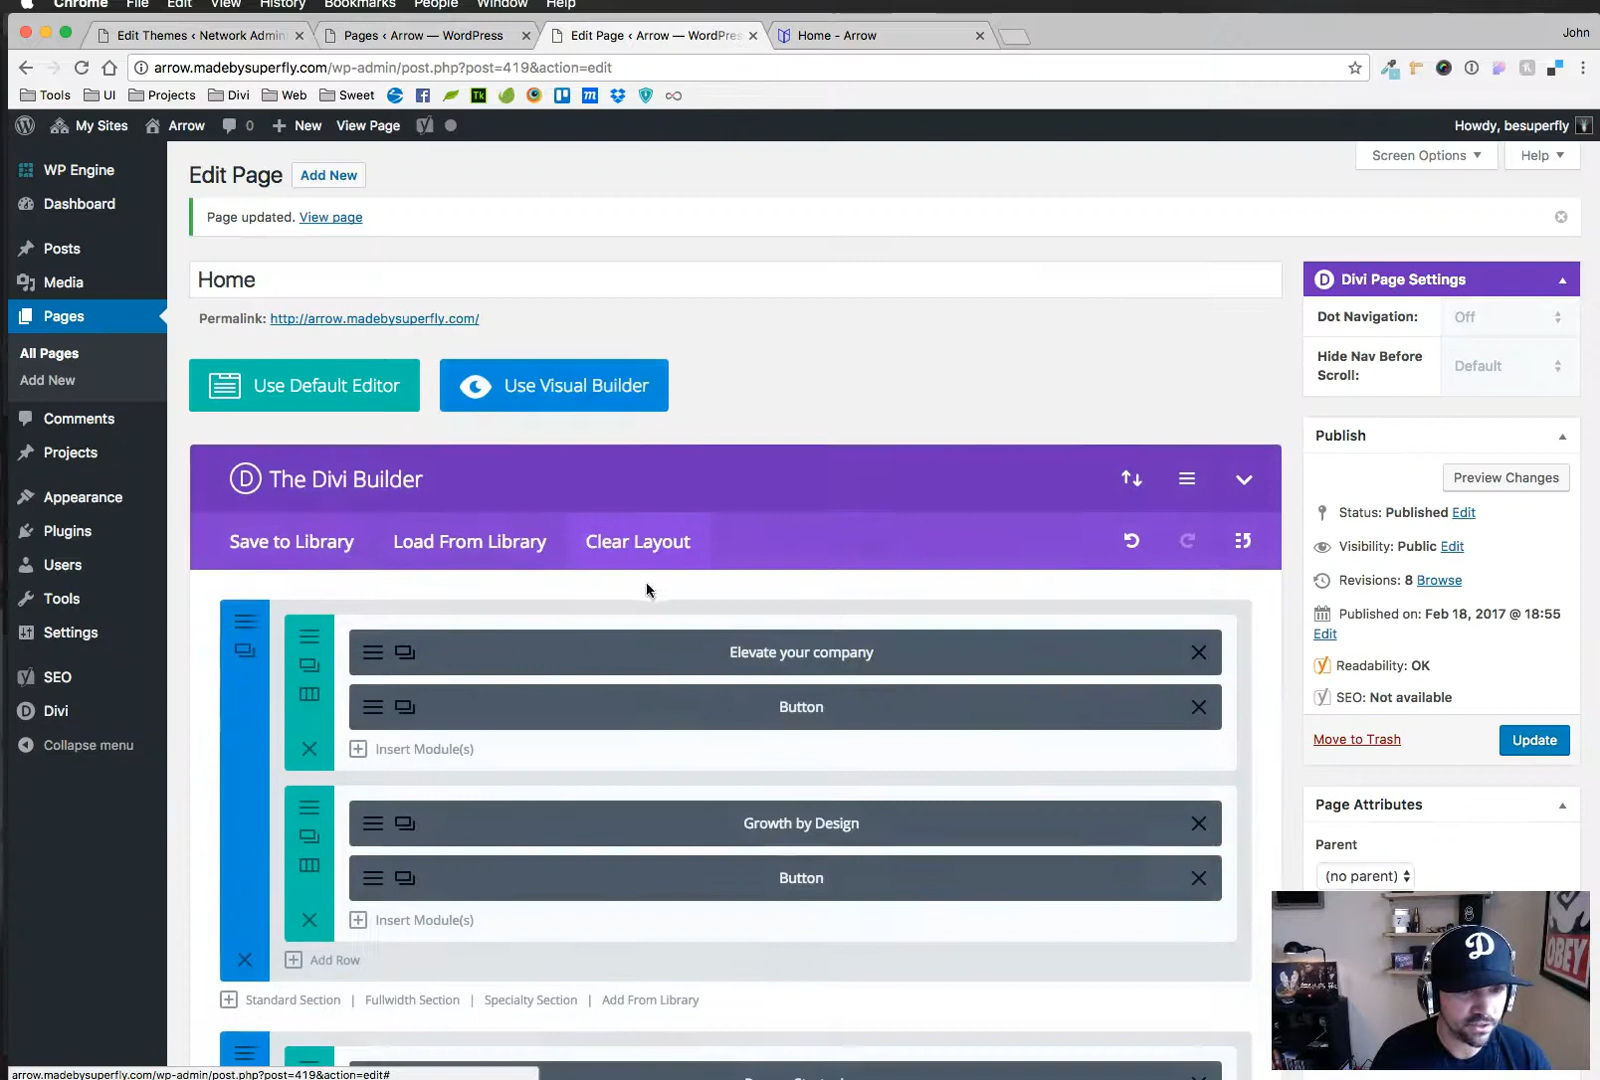 Chrome File Edit View History Bookmarks People Window Help
Edit Themes ‹ Network Admin
Pages ‹ Arrow — WordPress
Edit Page ‹ Arrow — WordPres
Home - Arrow
John
arrow.madebysuperfly.com/wp-admin/post.php?post=419&action=edit
Tools UI Projects Divi Web Sweet
My Sites Arrow 0 New View Page
Howdy, besuperfly
Screen Options Help
WP Engine
Dashboard
Posts
Media
Pages
All Pages
Add New
Comments
Projects
Appearance
Plugins
Users
Tools
Settings
SEO
Divi
Collapse menu
Edit Page Add New
Page updated. View page
Home
Permalink: http://arrow.madebysuperfly.com/
Use Default Editor
Use Visual Builder
The Divi Builder
Save to Library Load From Library Clear Layout
Elevate your company
Button
Insert Module(s)
Growth by Design
Button
Insert Module(s)
Add Row
Standard Section | Fullwidth Section | Specialty Section | Add From Library
Divi Page Settings
Dot Navigation: Off
Hide Nav Before
Scroll:
Default
Publish
Preview Changes
Status: Published Edit
Visibility: Public Edit
Revisions: 8 Browse
Published on: Feb 18, 2017 @ 18:55
Edit
Readability: OK
SEO: Not available
Move to Trash Update
Page Attributes
Parent
(no parent)
OBEY
arrow.madebysuperfly.com/wp-admin/post.php?post=419&action=edit#